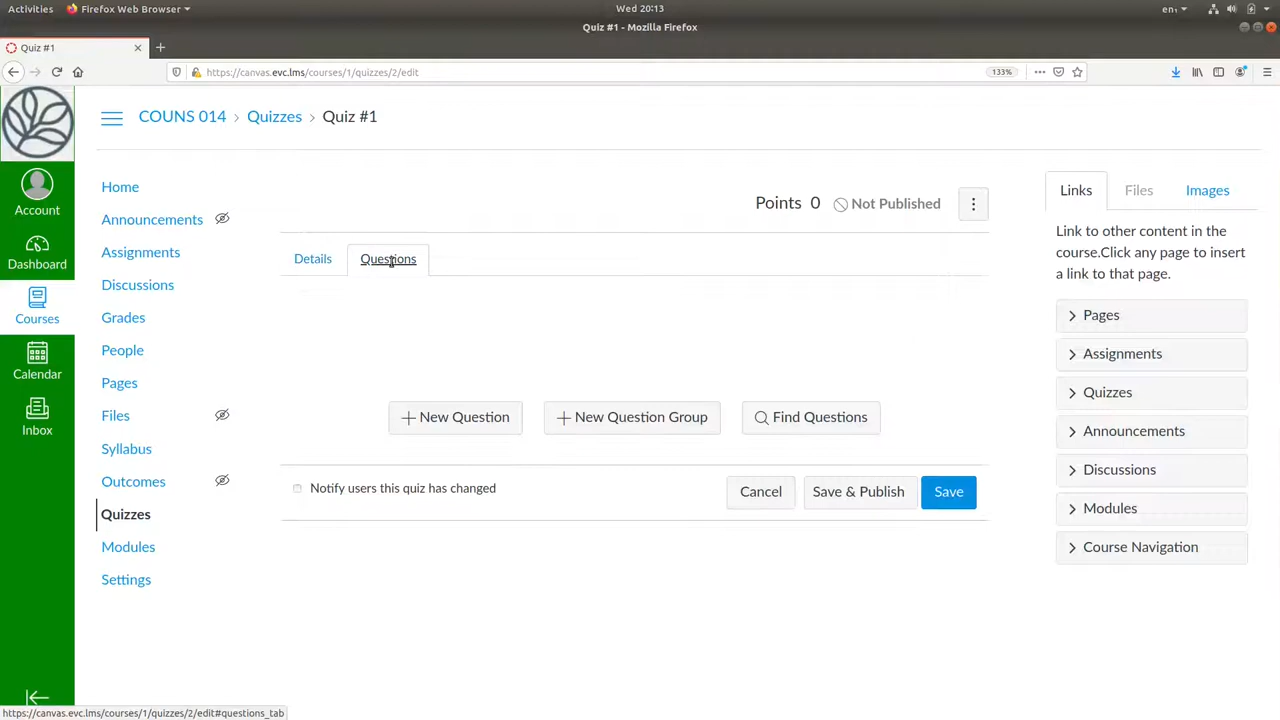 Activities
Firefox Web Browser
Wed 20:13
en₁
Quiz #1 - Mozilla Firefox
Quiz #1
https://canvas.evc.lms/courses/1/quizzes/2/edit
133%
COUNS 014 › Quizzes › Quiz #1
Account
Dashboard
Courses
Calendar
Inbox
Home
Announcements
Assignments
Discussions
Grades
People
Pages
Files
Syllabus
Outcomes
Quizzes
Modules
Settings
Points 0 Not Published
Details
Questions
New Question
New Question Group
Find Questions
Notify users this quiz has changed
Cancel
Save & Publish
Save
Links
Files
Images
Link to other content in the
course.Click any page to insert
a link to that page.
Pages
Assignments
Quizzes
Announcements
Discussions
Modules
Course Navigation
https://canvas.evc.lms/courses/1/quizzes/2/edit#questions_tab